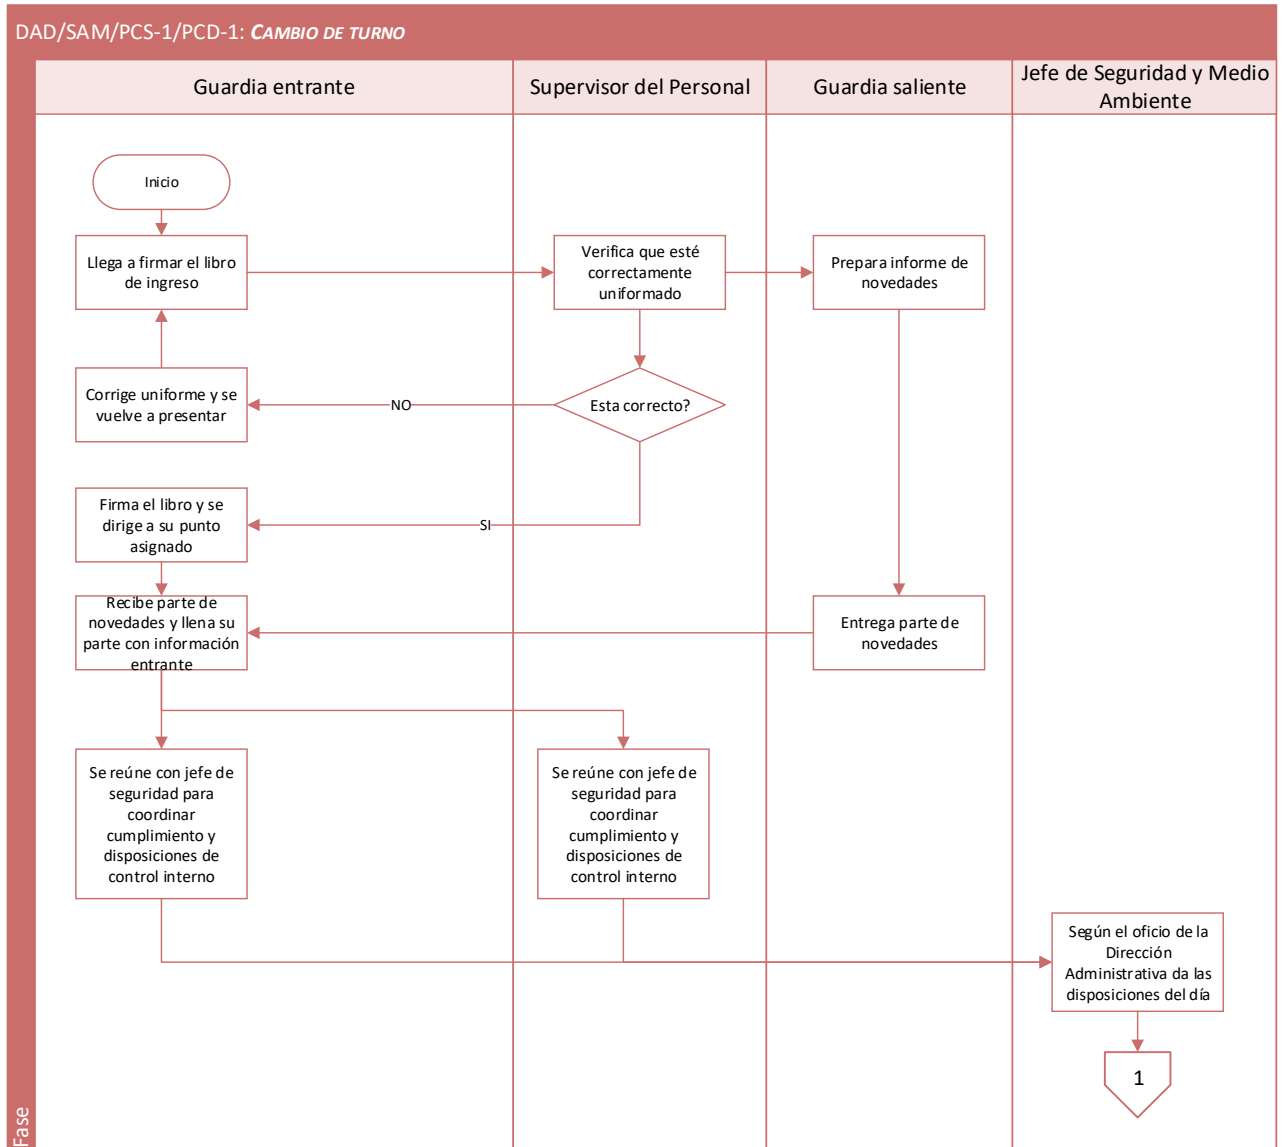 DAD/SAM/PCS-1/PCD-1: CAMBIO DE TURNO
Guardia entrante
Supervisor del Personal
Guardia saliente
Jefe de Seguridad y Medio
Ambiente
Inicio
Llega a firmar el libro
de ingreso
Verifica que esté
correctamente
uniformado
Prepara informe de
novedades
Corrige uniforme y se
vuelve a presentar
NO
Esta correcto?
Firma el libro y se
dirige a su punto
asignado
SI
Recibe parte de
novedades y llena su
parte con información
entrante
Entrega parte de
novedades
Se reúne con jefe de
seguridad para
coordinar
cumplimiento y
disposiciones de
control interno
Se reúne con jefe de
seguridad para
coordinar
cumplimiento y
disposiciones de
control interno
Según el oficio de la
Dirección
Administrativa da las
disposiciones del día
1
Fase